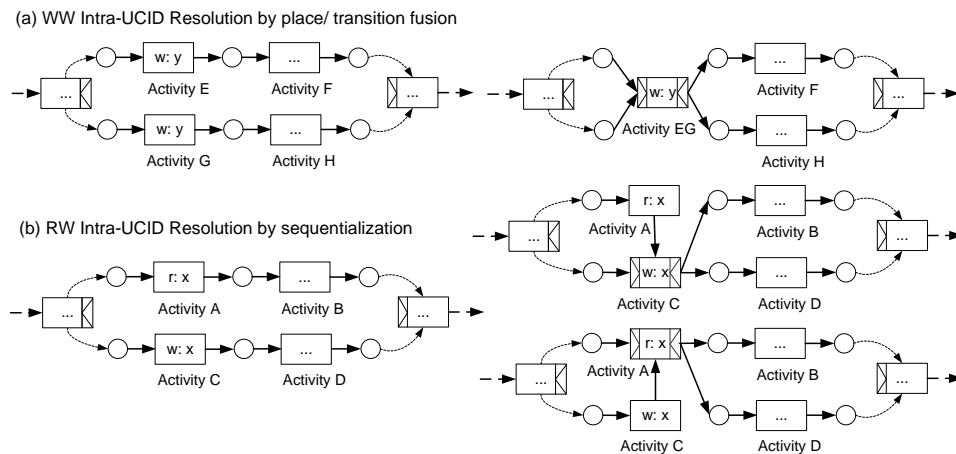 (a) WW Intra-UCID Resolution by place/ transition fusion
...
w: y
...
...
Activity E
Activity F
w: y
...
Activity G
Activity H
...
w: y
...
...
Activity F
Activity EG
...
Activity H
(b) RW Intra-UCID Resolution by sequentialization
...
r: x
...
...
Activity A
Activity B
w: x
...
Activity C
Activity D
...
r: x
...
...
Activity A
Activity B
w: x
...
Activity C
Activity D
...
r: x
...
...
Activity A
Activity B
w: x
...
Activity C
Activity D